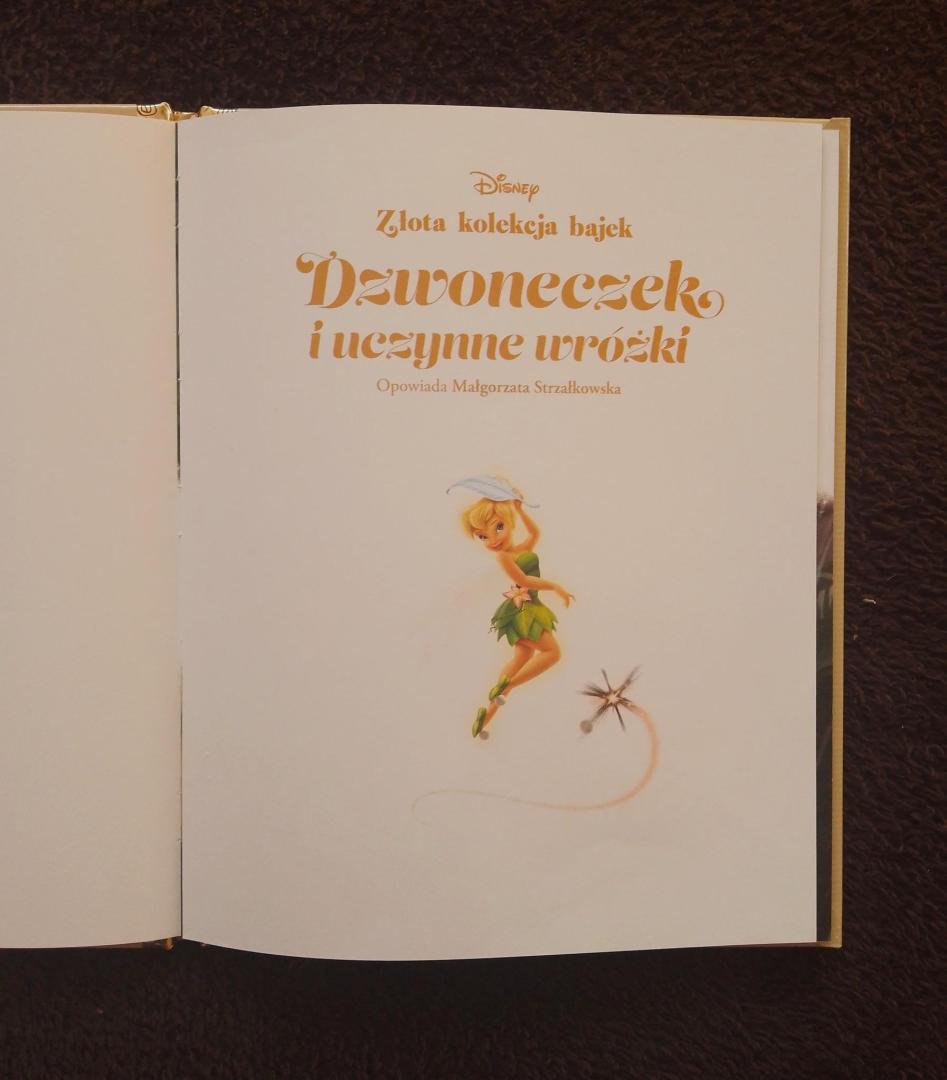 Disney
Złota kolekcja bajek
Dzwoneczek
i uczynne wróżki
Opowiada Małgorzata Strzałkowska